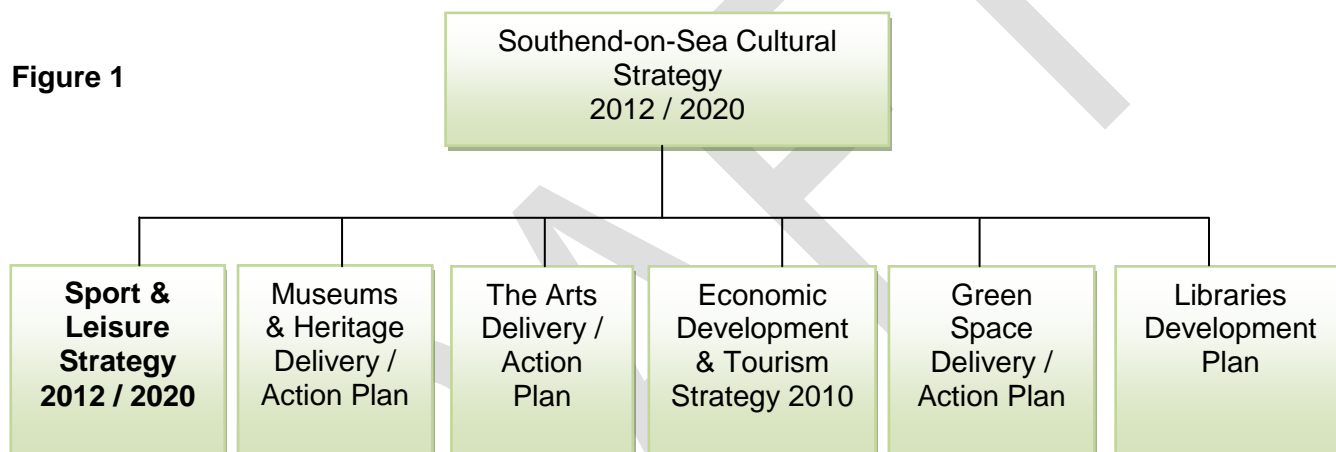 Figure 1
Southend-on-Sea Cultural
Strategy
2012 / 2020
Sport &
Leisure
Strategy
2012 / 2020
Museums
& Heritage
Delivery /
Action Plan
The Arts
Delivery /
Action
Plan
Economic
Development
& Tourism
Strategy 2010
Green
Space
Delivery /
Action Plan
Libraries
Development
Plan